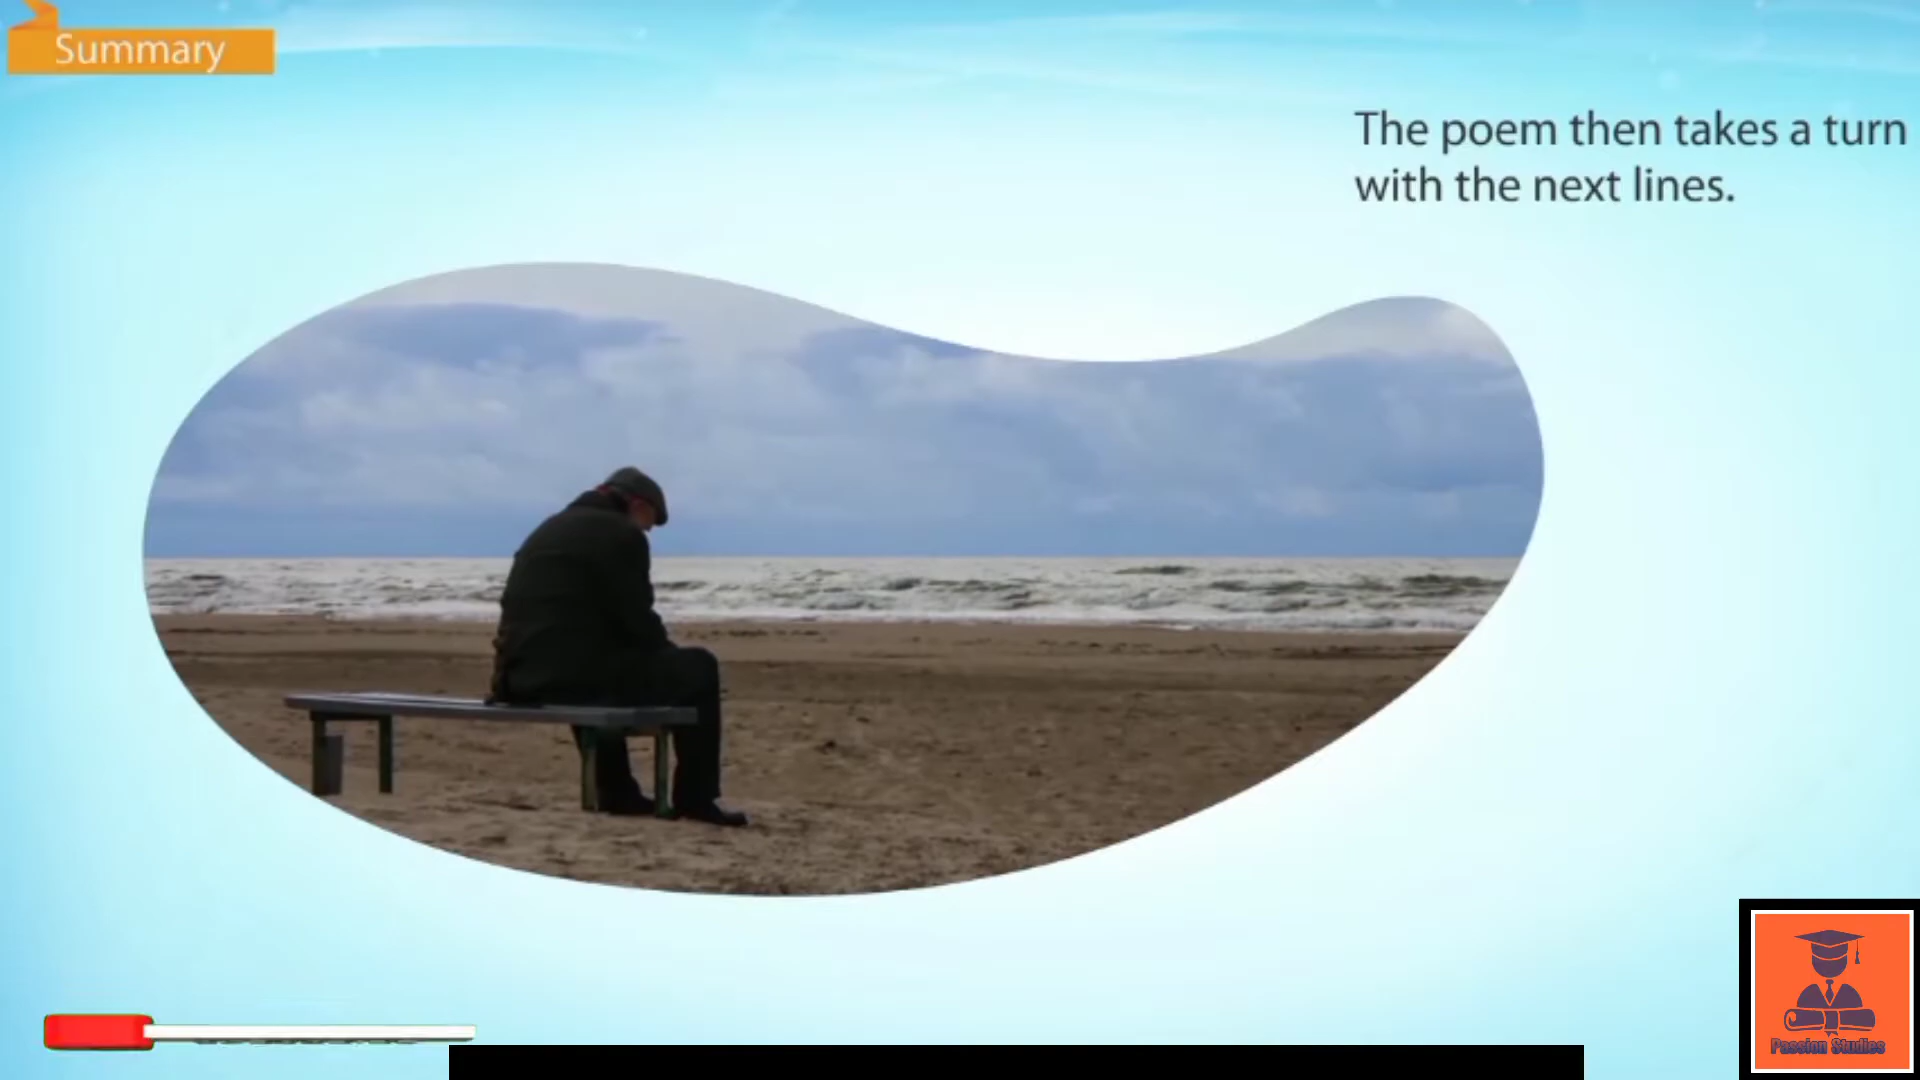 Summary
The poem then takes a turn
with the next lines.
Passion Studies